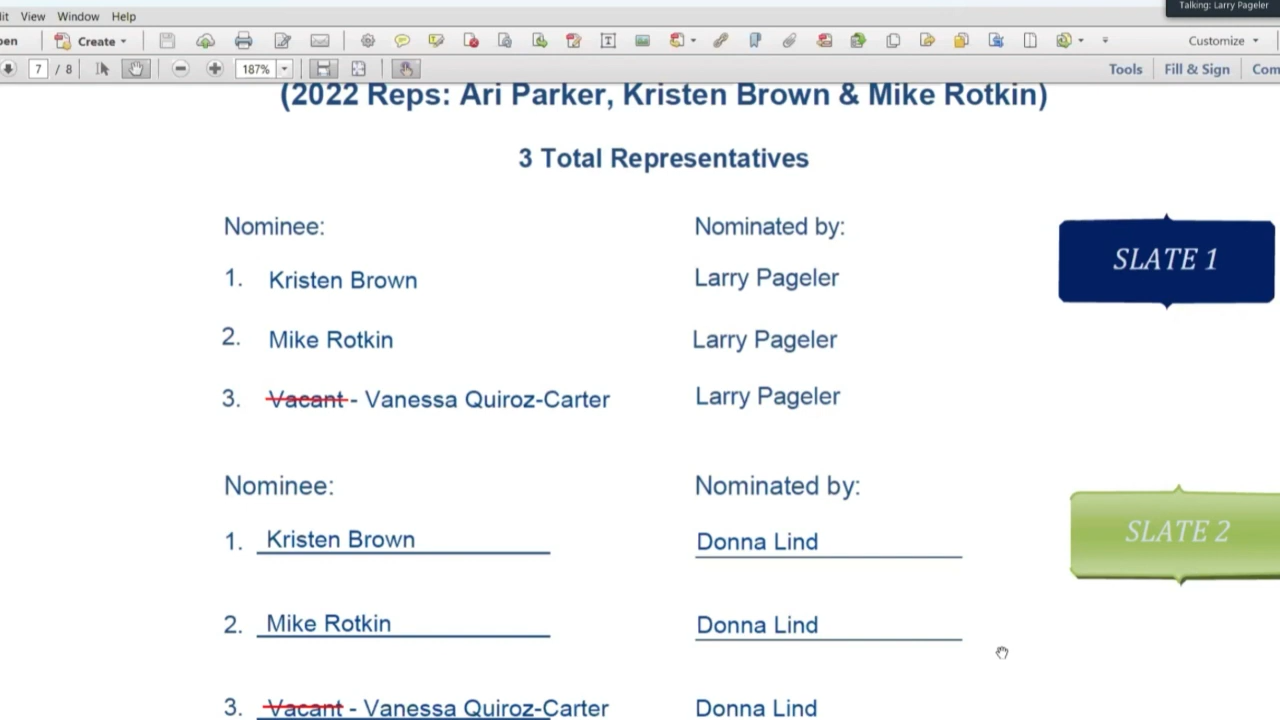 Talking: Larry Pageler
it View Window Help
pen Create Customize
7 / 8 187% Tools Fill & Sign Com
(2022 Reps: Ari Parker, Kristen Brown & Mike Rotkin)
3 Total Representatives
Nominee: Nominated by:
SLATE 1
1. Kristen Brown Larry Pageler
2. Mike Rotkin Larry Pageler
3. Vacant - Vanessa Quiroz-Carter Larry Pageler
Nominee: Nominated by:
SLATE 2
1. Kristen Brown Donna Lind
2. Mike Rotkin Donna Lind
3. Vacant - Vanessa Quiroz-Carter Donna Lind